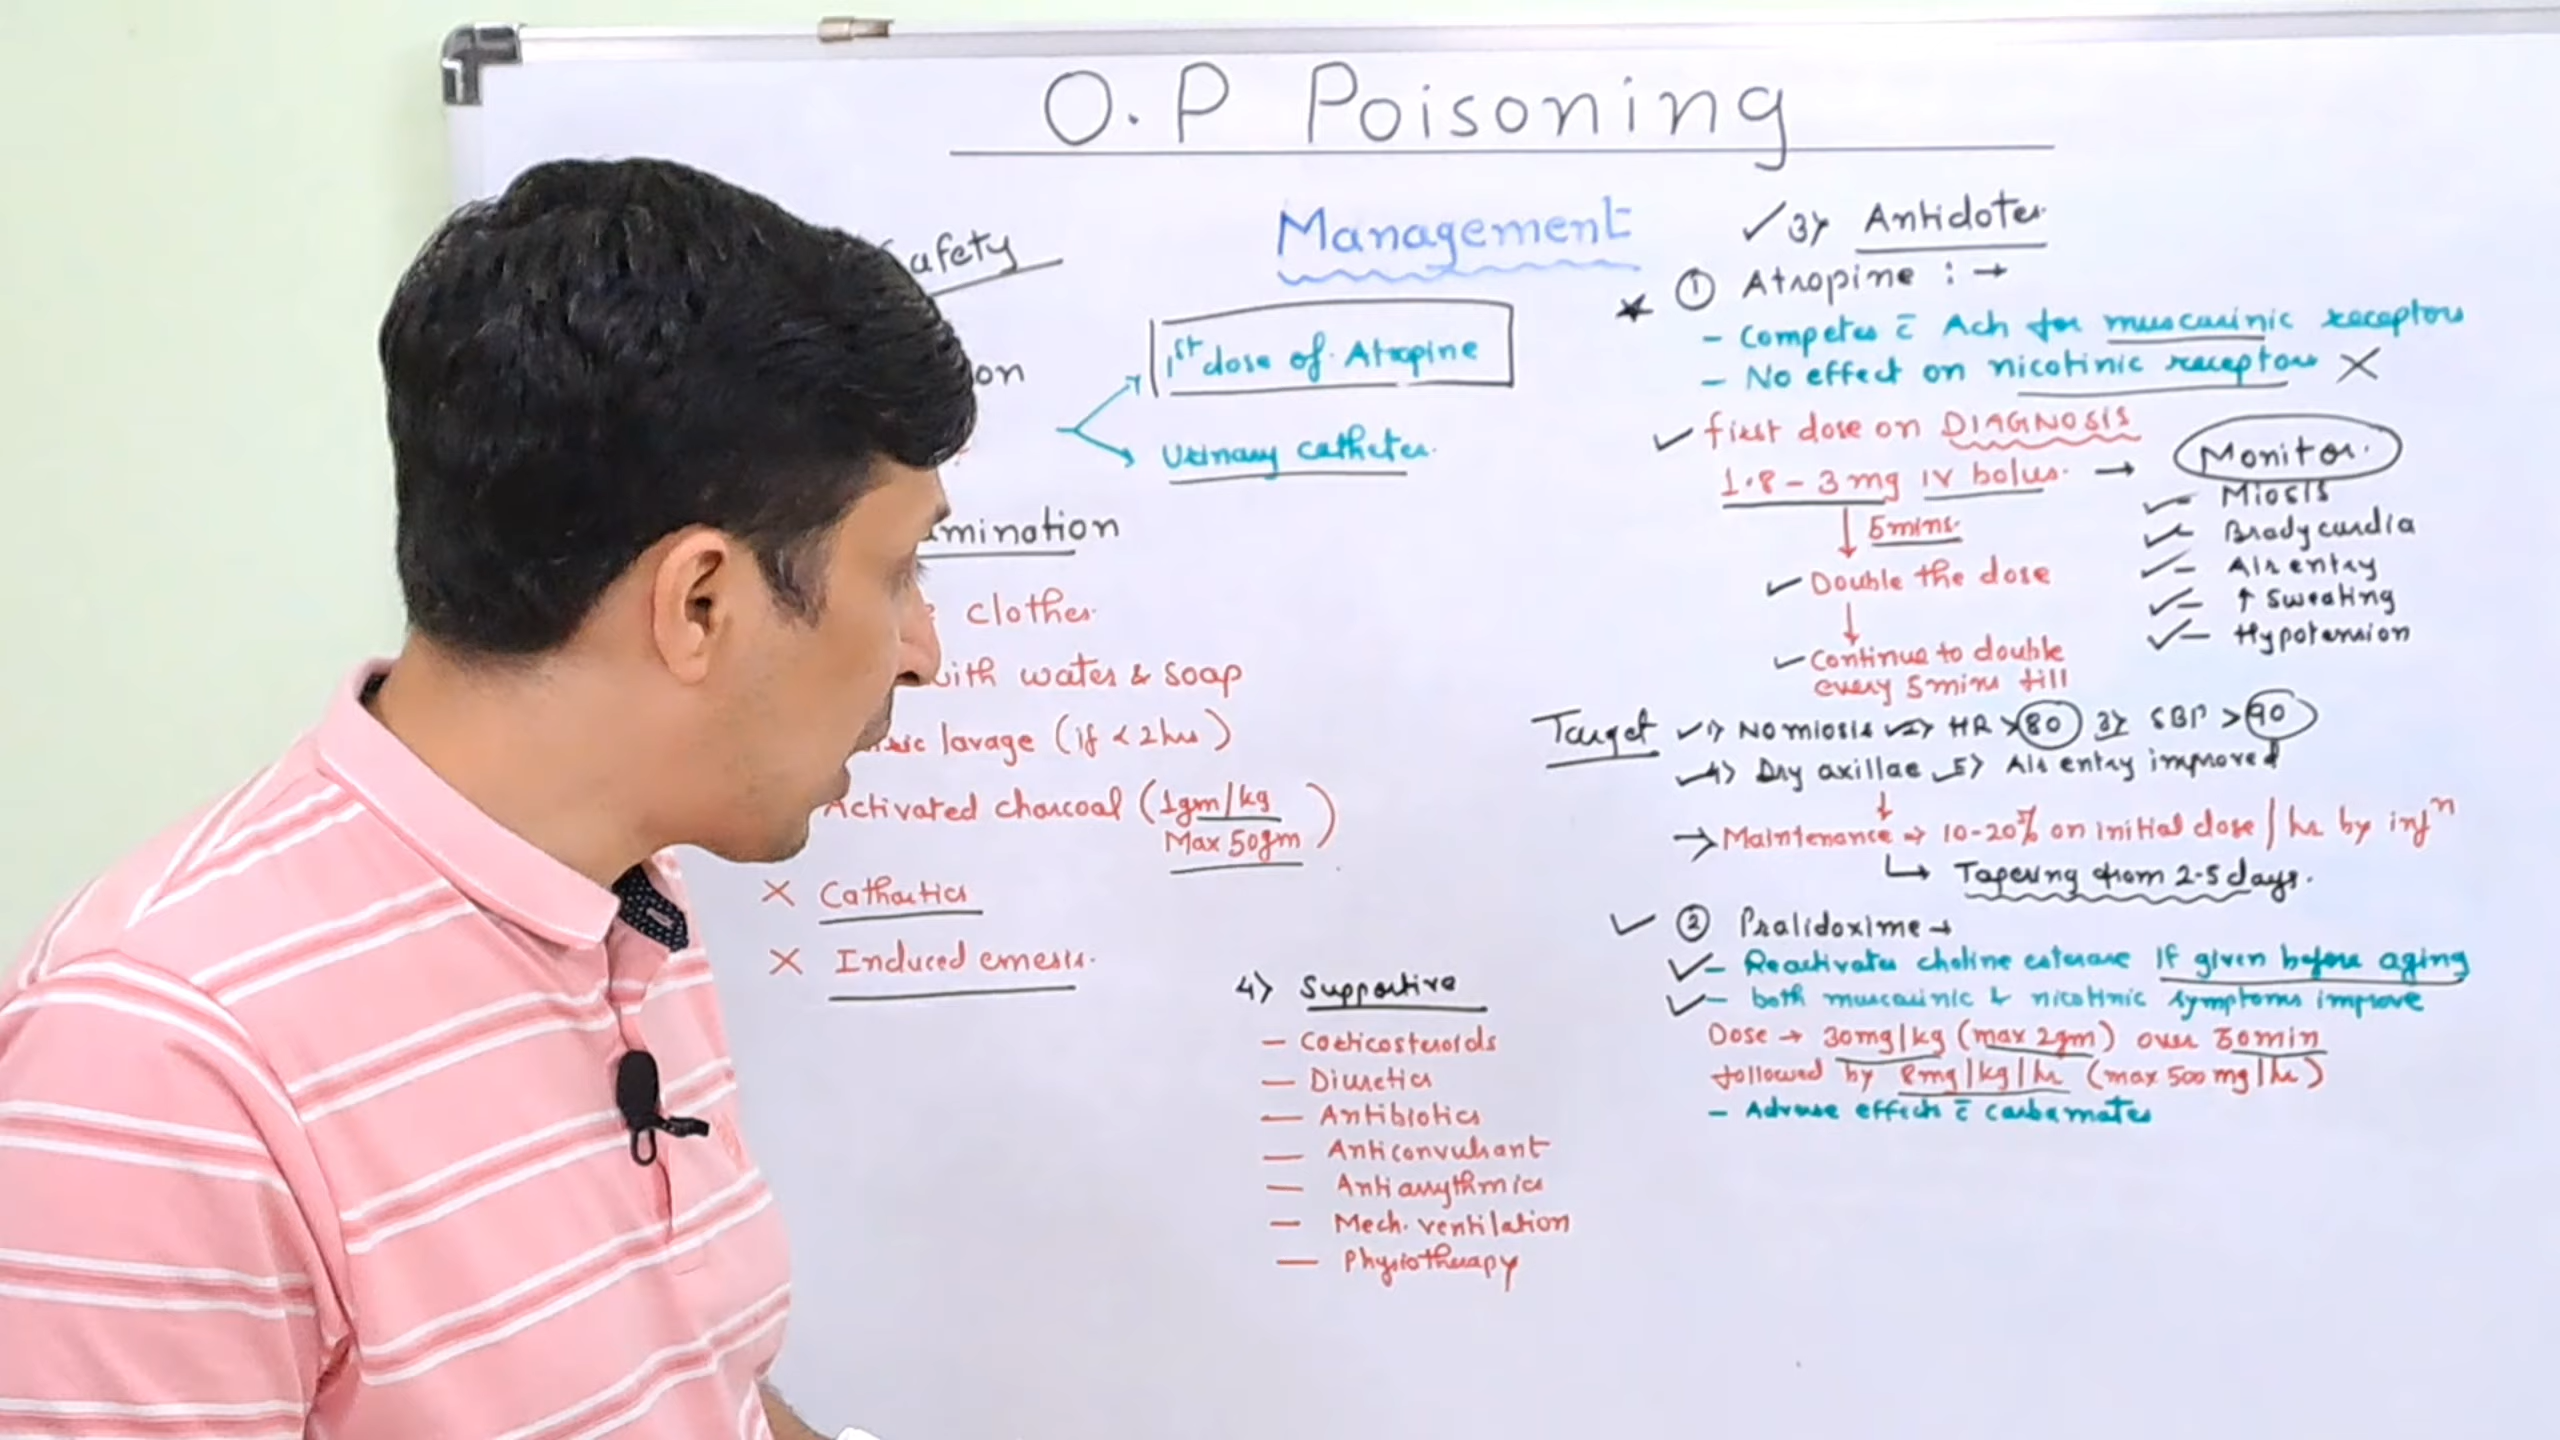 O.P Poisoning
Management
afety
on
1st dose of Atropine
Urinary catheter.
mination
clothes.
with water & soap
lavage (if < 2hrs)
Activated charcoal (1gm/kg
Max 50gm)
X Cathartics
X Induced emesis.
4) Supportive
- Corticosteroids
- Diuretics
- Antibiotics
- Anticonvulsant
- Antiarrythmics
- Mech. ventilation
- Physiotherapy
✓ 3) Antidotes
★ ① Atropine : →
- Competes c̄ Ach for muscarinic receptors
- No effect on nicotinic receptors X
✓ first dose on DIAGNOSIS
1.8 - 3 mg IV bolus. →
↓ 5mins.
✓ Double the dose
↓
✓ Continue to double
every 5 mins till
Monitor.
✓ - Miosis
✓ - Bradycardia
✓ - Air entry
✓ - ↑ Sweating
✓ - Hypotension
Target ✓ 1) No miosis ✓ 2) HR > 80 3) SBP > 90
✓ 4) Dry axillae ✓ 5) Air entry improved
↓
→ Maintenance → 10-20% on initial dose / hr by infn
↳ Tapering from 2-5 days.
✓ ② Pralidoxime →
✓ - Reactivates choline esterase if given before aging
✓ - both muscarinic & nicotinic symptoms improve
Dose → 30mg/kg (max 2gm) over 30min
followed by 8mg/kg/hr (max 500 mg/hr)
- Adverse effects c̄ carbamates